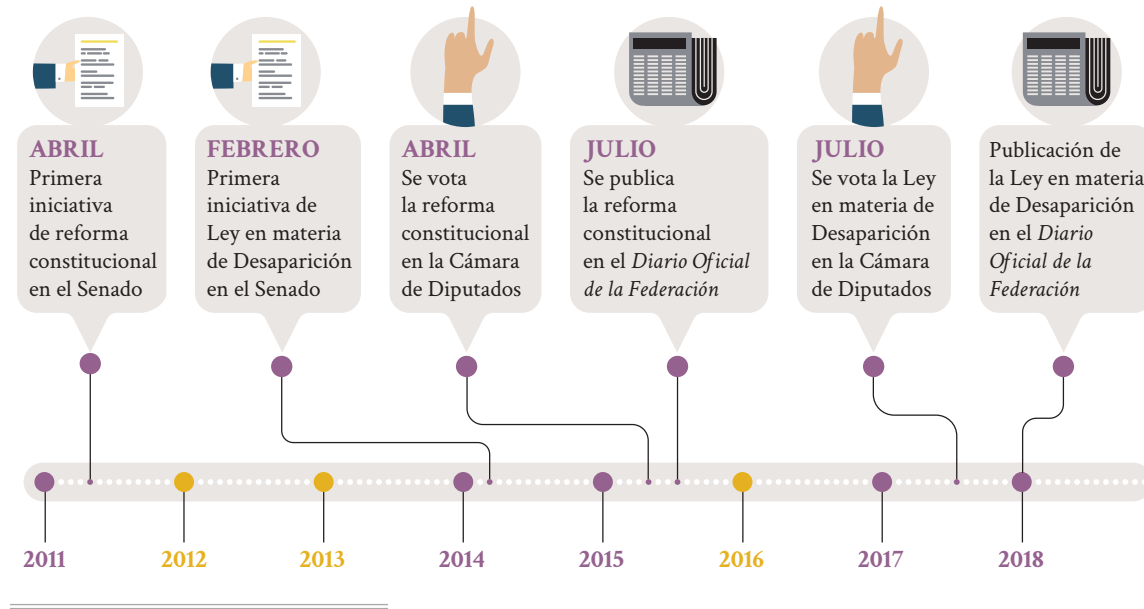 ABRIL
Primera
iniciativa
de reforma
constitucional
en el Senado
FEBRERO
Primera
iniciativa de
Ley en materia
de Desaparición
en el Senado
ABRIL
Se vota
la reforma
constitucional
en la Cámara
de Diputados
JULIO
Se publica
la reforma
constitucional
en el Diario Oficial
de la Federación
JULIO
Se vota la Ley
en materia de
Desaparición
en la Cámara
de Diputados
Publicación de
la Ley en materia
de Desaparición
en el Diario
Oficial de la
Federación
2011
2012
2013
2014
2015
2016
2017
2018